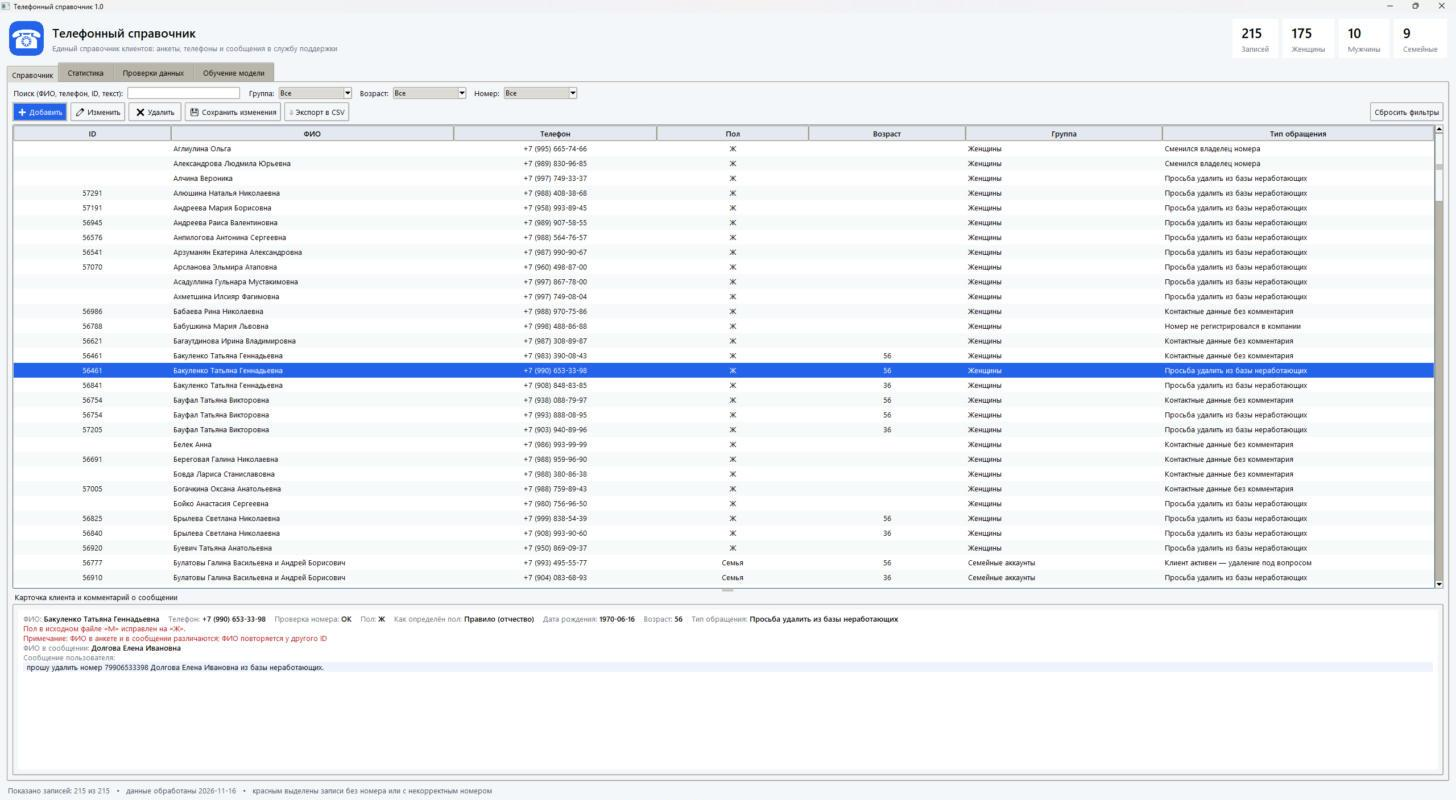 Телефонный справочник 1.0
Телефонный справочник
Единый справочник клиентов: анкеты, телефоны и сообщения в службу поддержки
215 175 10 9
Записей Женщины Мужчины Семейные
Справочник Статистика Проверки данных Обучение модели
Поиск (ФИО, телефон, ID, текст): Группа: Все Возраст: Все Номер: Все
Добавить Изменить Удалить Сохранить изменения Экспорт в CSV Сбросить фильтры
ID ФИО Телефон Пол Возраст Группа Тип обращения
Аглиулина Ольга +7 (995) 665-74-66 Ж Женщины Сменился владелец номера
Александрова Людмила Юрьевна +7 (989) 830-96-85 Ж Женщины Сменился владелец номера
Алчина Вероника +7 (997) 749-33-37 Ж Женщины Просьба удалить из базы неработающих
57291 Алюшина Наталья Николаевна +7 (988) 408-38-68 Ж Женщины Просьба удалить из базы неработающих
57191 Андреева Мария Борисовна +7 (958) 993-89-45 Ж Женщины Просьба удалить из базы неработающих
56945 Андреева Раиса Валентиновна +7 (989) 907-58-55 Ж Женщины Просьба удалить из базы неработающих
56576 Анпилогова Антонина Сергеевна +7 (988) 564-76-57 Ж Женщины Просьба удалить из базы неработающих
56541 Арзуманян Екатерина Александровна +7 (987) 990-90-67 Ж Женщины Просьба удалить из базы неработающих
57070 Арсланова Эльмира Атаповна +7 (960) 498-87-00 Ж Женщины Просьба удалить из базы неработающих
Асадуллина Гульнара Мустакимовна +7 (997) 867-78-00 Ж Женщины Просьба удалить из базы неработающих
Ахметшина Илсияр Фагимовна +7 (997) 749-08-04 Ж Женщины Просьба удалить из базы неработающих
56986 Бабаева Рина Николаевна +7 (988) 970-75-86 Ж Женщины Контактные данные без комментария
56788 Бабушкина Мария Львовна +7 (998) 488-86-88 Ж Женщины Номер не регистрировался в компании
56621 Багаутдинова Ирина Владимировна +7 (987) 308-89-87 Ж Женщины Контактные данные без комментария
56461 Бакуленко Татьяна Геннадьевна +7 (983) 390-08-43 Ж 56 Женщины Контактные данные без комментария
56461 Бакуленко Татьяна Геннадьевна +7 (990) 653-33-98 Ж 56 Женщины Просьба удалить из базы неработающих
56841 Бакуленко Татьяна Геннадьевна +7 (908) 848-83-85 Ж 36 Женщины Просьба удалить из базы неработающих
56754 Бауфал Татьяна Викторовна +7 (938) 088-79-97 Ж 56 Женщины Контактные данные без комментария
56754 Бауфал Татьяна Викторовна +7 (993) 888-08-95 Ж 56 Женщины Просьба удалить из базы неработающих
57205 Бауфал Татьяна Викторовна +7 (903) 940-89-96 Ж 36 Женщины Просьба удалить из базы неработающих
Белек Анна +7 (986) 993-99-99 Ж Женщины Контактные данные без комментария
56691 Береговая Галина Николаевна +7 (988) 959-96-90 Ж Женщины Контактные данные без комментария
Бовда Лариса Станиславовна +7 (988) 380-86-38 Ж Женщины Контактные данные без комментария
57005 Богачкина Оксана Анатольевна +7 (988) 759-89-43 Ж Женщины Контактные данные без комментария
Бойко Анастасия Сергеевна +7 (980) 756-96-50 Ж Женщины Просьба удалить из базы неработающих
56825 Брылева Светлана Николаевна +7 (999) 838-54-39 Ж 56 Женщины Просьба удалить из базы неработающих
56840 Брылева Светлана Николаевна +7 (908) 993-90-60 Ж 36 Женщины Просьба удалить из базы неработающих
56920 Буевич Татьяна Анатольевна +7 (950) 869-09-37 Ж Женщины Просьба удалить из базы неработающих
56777 Булатовы Галина Васильевна и Андрей Борисович +7 (993) 495-55-77 Семья 56 Семейные аккаунты Клиент активен — удаление под вопросом
56910 Булатовы Галина Васильевна и Андрей Борисович +7 (904) 083-68-93 Семья 36 Семейные аккаунты Просьба удалить из базы неработающих
Карточка клиента и комментарий о сообщении
ФИО: Бакуленко Татьяна Геннадьевна Телефон: +7 (990) 653-33-98 Проверка номера: ОК Пол: Ж Как определён пол: Правило (отчество) Дата рождения: 1970-06-16 Возраст: 56 Тип обращения: Просьба удалить из базы неработающих
Пол в исходном файле «М» исправлен на «Ж».
Примечание: ФИО в анкете и в сообщении различаются; ФИО повторяется у другого ID
ФИО в сообщении: Долгова Елена Ивановна
Сообщение пользователя:
прошу удалить номер 79906533398 Долгова Елена Ивановна из базы неработающих.
Показано записей: 215 из 215 • данные обработаны 2026-11-16 • красным выделены записи без номера или с некорректным номером